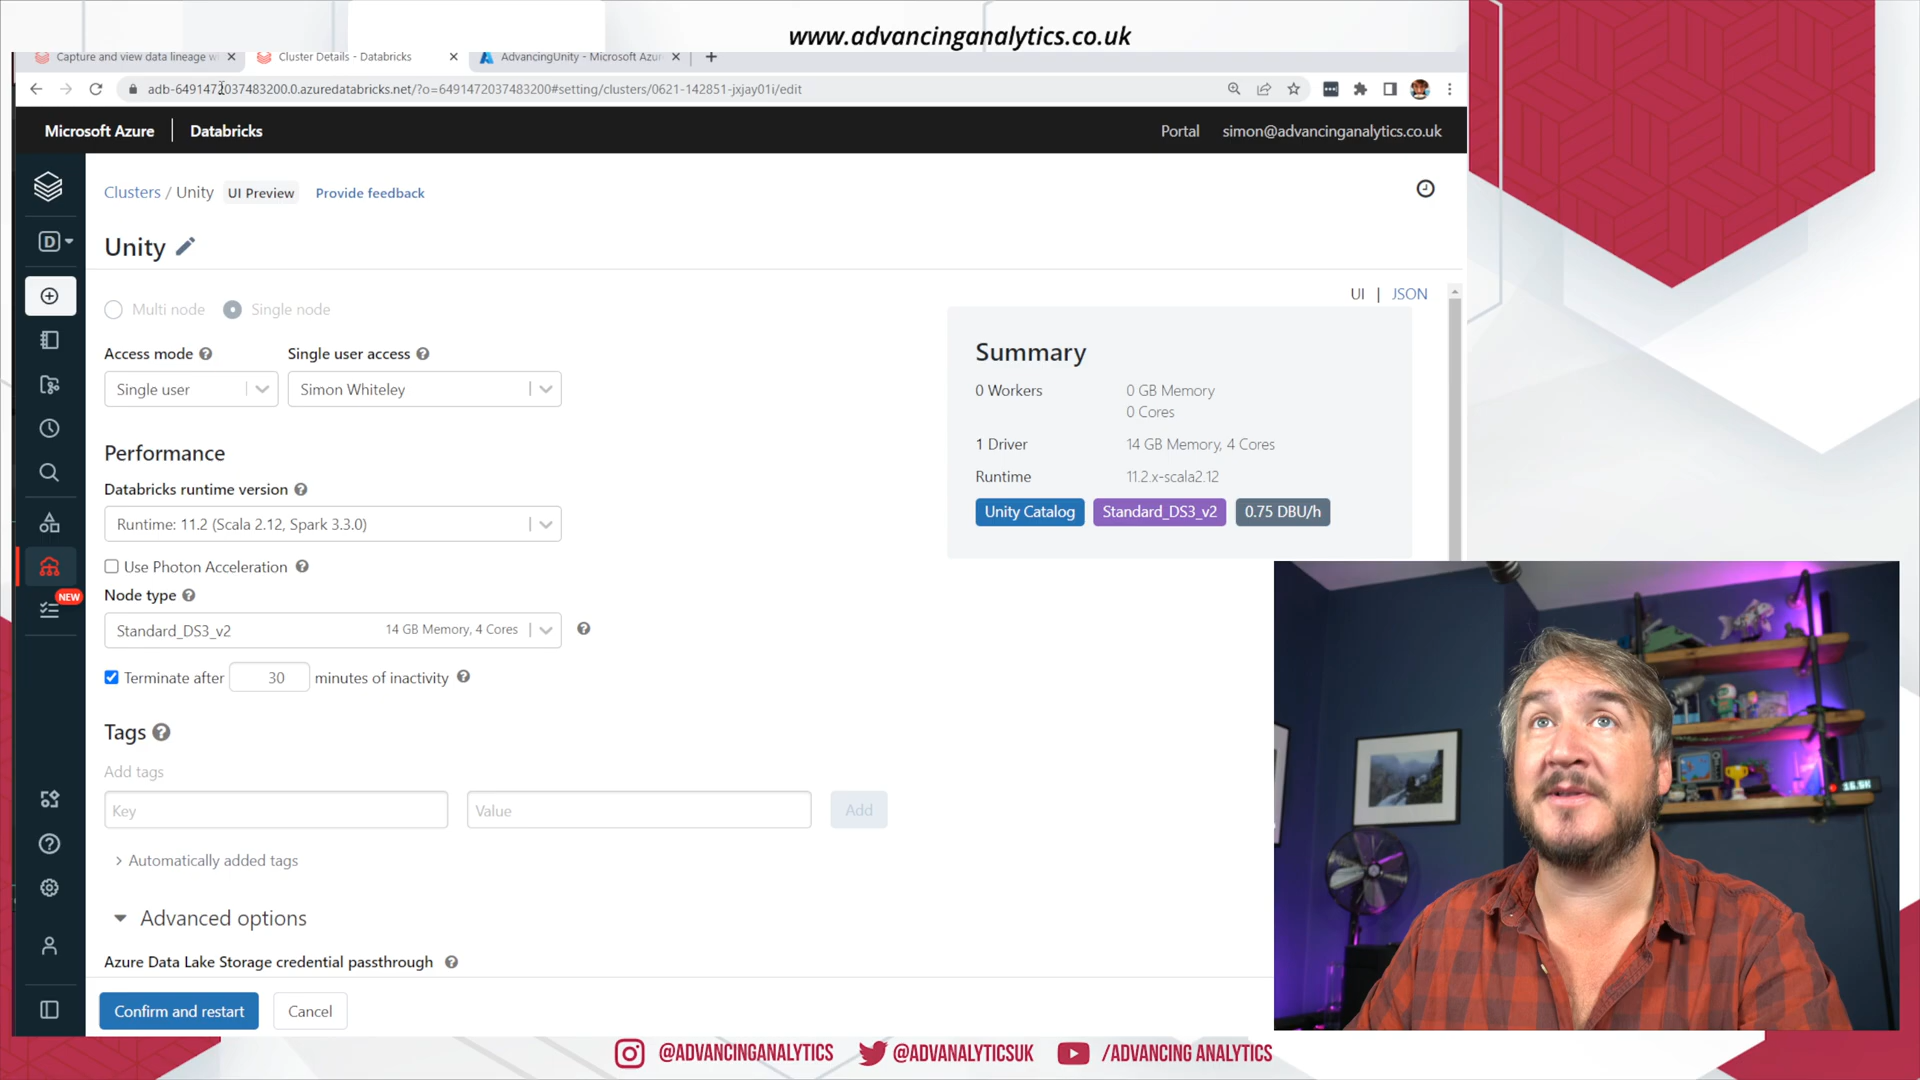 www.advancinganalytics.co.uk
Capture and view data lineage w
Cluster Details - Databricks
AdvancingUnity - Microsoft Azur
adb-6491472037483200.0.azuredatabricks.net/?o=6491472037483200#setting/clusters/0621-142851-jxjay01i/edit
Microsoft Azure | Databricks
Portal
simon@advancinganalytics.co.uk
Clusters / Unity UI Preview Provide feedback
D
Unity
UI | JSON
Multi node Single node
Access mode Single user access
Single user
Simon Whiteley
Performance
Databricks runtime version
Runtime: 11.2 (Scala 2.12, Spark 3.3.0)
Use Photon Acceleration
Node type
Standard_DS3_v2 14 GB Memory, 4 Cores
Terminate after 30 minutes of inactivity
NEW
Tags
Add tags
Key
Value
Add
Automatically added tags
Advanced options
Azure Data Lake Storage credential passthrough
Confirm and restart
Cancel
Summary
0 Workers 0 GB Memory
0 Cores
1 Driver 14 GB Memory, 4 Cores
Runtime 11.2.x-scala2.12
Unity Catalog Standard_DS3_v2 0.75 DBU/h
16.5K
@ADVANCINGANALYTICS
@ADVANALYTICSUK
/ADVANCING ANALYTICS